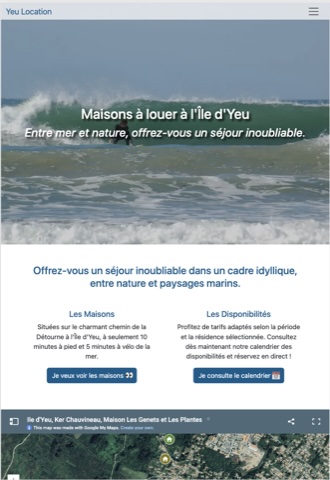 Yeu Location
Maisons à louer à l'Île d'Yeu
Entre mer et nature, offrez-vous un séjour inoubliable.
Offrez-vous un séjour inoubliable dans un cadre idyllique,
entre nature et paysages marins.
Les Maisons
Situées sur le charmant chemin de la
Détourne à l'Île d'Yeu, à seulement 10
minutes à pied et 5 minutes à vélo de la
mer.
Je veux voir les maisons 👀
Les Disponibilités
Profitez de tarifs adaptés selon la période
et la résidence sélectionnée. Consultez
dès maintenant notre calendrier des
disponibilités et réservez en direct !
Je consulte le calendrier 📅
Ile d'Yeu, Ker Chauvineau, Maison Les Genets et Les Plantes
This map was made with Google My Maps. Create your own.
+